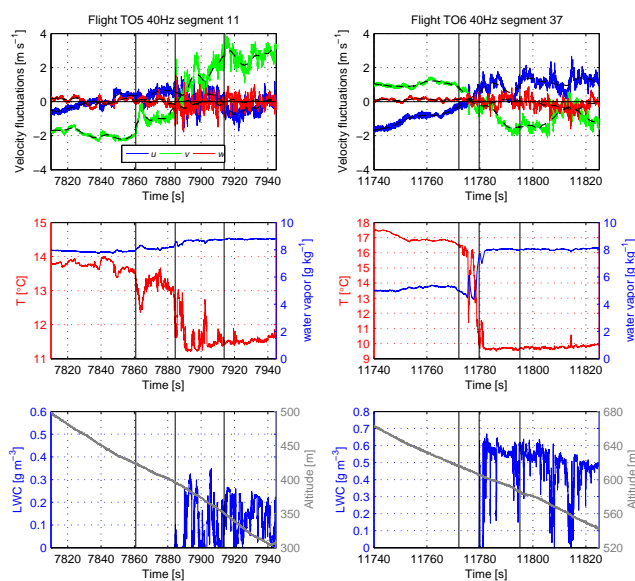 Flight TO5 40Hz segment 11
Flight TO6 40Hz segment 37
Velocity fluctuations [m s⁻¹]
4
2
0
−2
−4
u v w
7820 7840 7860 7880 7900 7920 7940
Time [s]
Velocity fluctuations [m s⁻¹]
4
2
0
−2
−4
11740 11760 11780 11800 11820
Time [s]
T [°C]
15
14
13
12
11
10
8
6
4
2
0
water vapor [g kg⁻¹]
7820 7840 7860 7880 7900 7920 7940
Time [s]
T [°C]
18
17
16
15
14
13
12
11
10
9
10
8
6
4
2
0
water vapor [g kg⁻¹]
11740 11760 11780 11800 11820
Time [s]
LWC [g m⁻³]
0.6
0.5
0.4
0.3
0.2
0.1
0
500
450
400
350
300
Altitude [m]
7820 7840 7860 7880 7900 7920 7940
Time [s]
LWC [g m⁻³]
0.8
0.7
0.6
0.5
0.4
0.3
0.2
0.1
0
680
660
640
620
600
580
560
540
520
Altitude [m]
11740 11760 11780 11800 11820
Time [s]